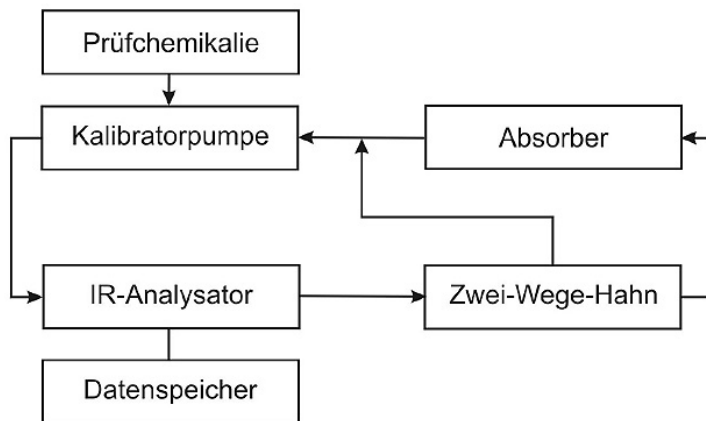 Prüfchemikalie
Kalibratorpumpe
Absorber
IR-Analysator
Zwei-Wege-Hahn
Datenspeicher